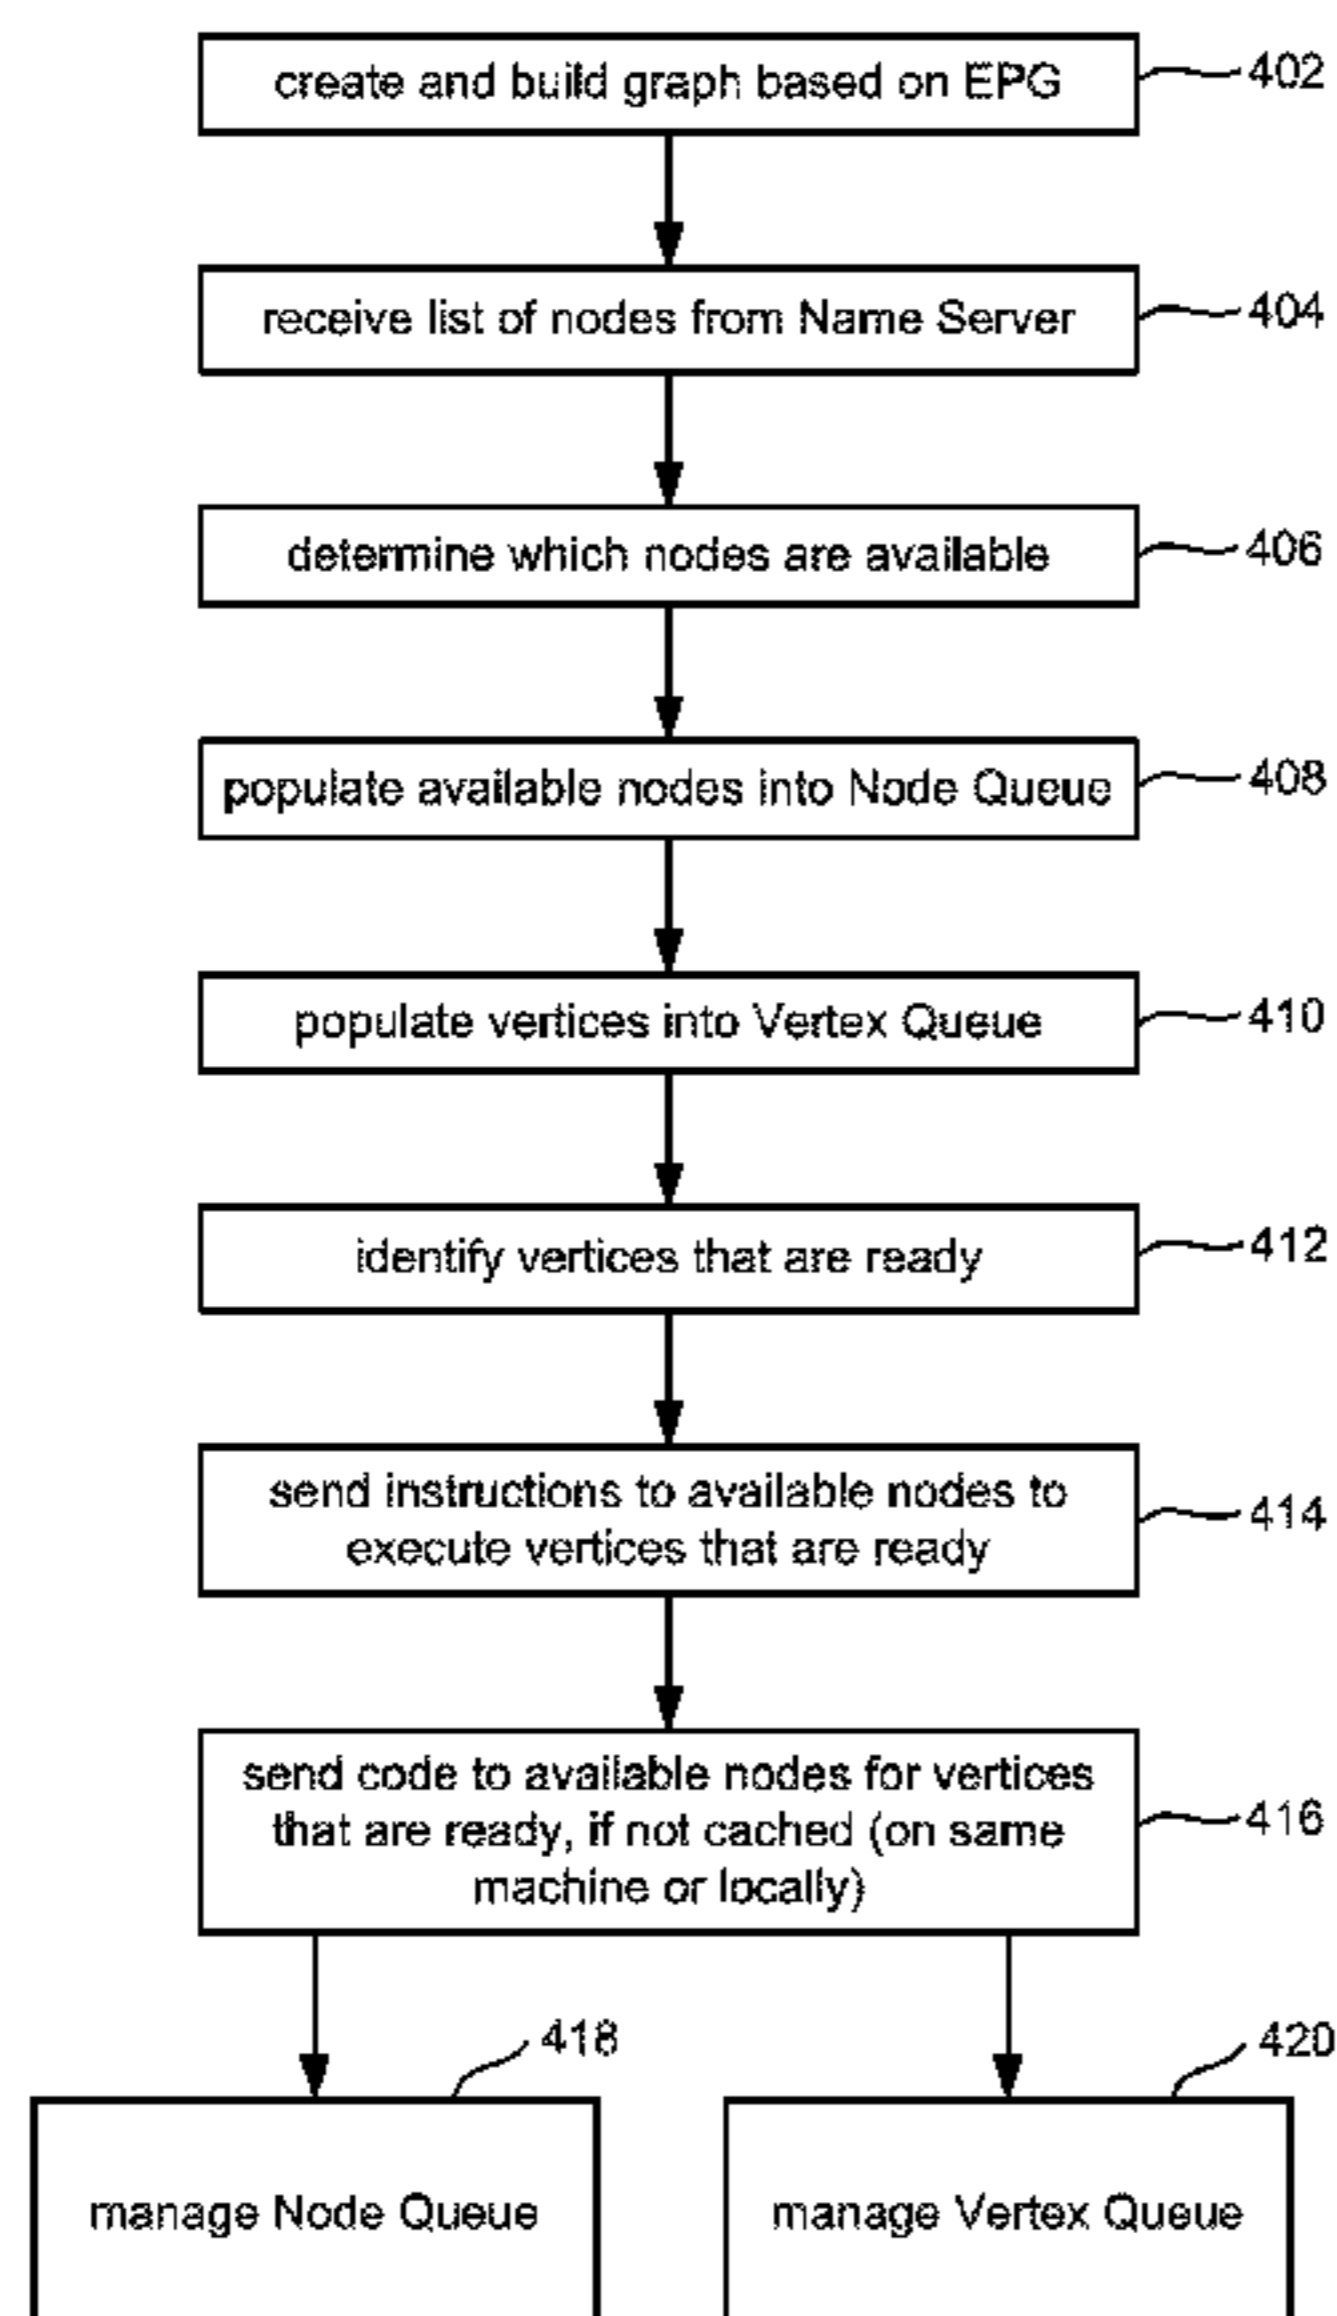 create and build graph based on EPG
402
receive list of nodes from Name Server
404
determine which nodes are available
406
populate available nodes into Node Queue
408
populate vertices into Vertex Queue
410
identify vertices that are ready
412
send instructions to available nodes to
execute vertices that are ready
414
send code to available nodes for vertices
that are ready, if not cached (on same
machine or locally)
416
418
420
manage Node Queue
manage Vertex Queue